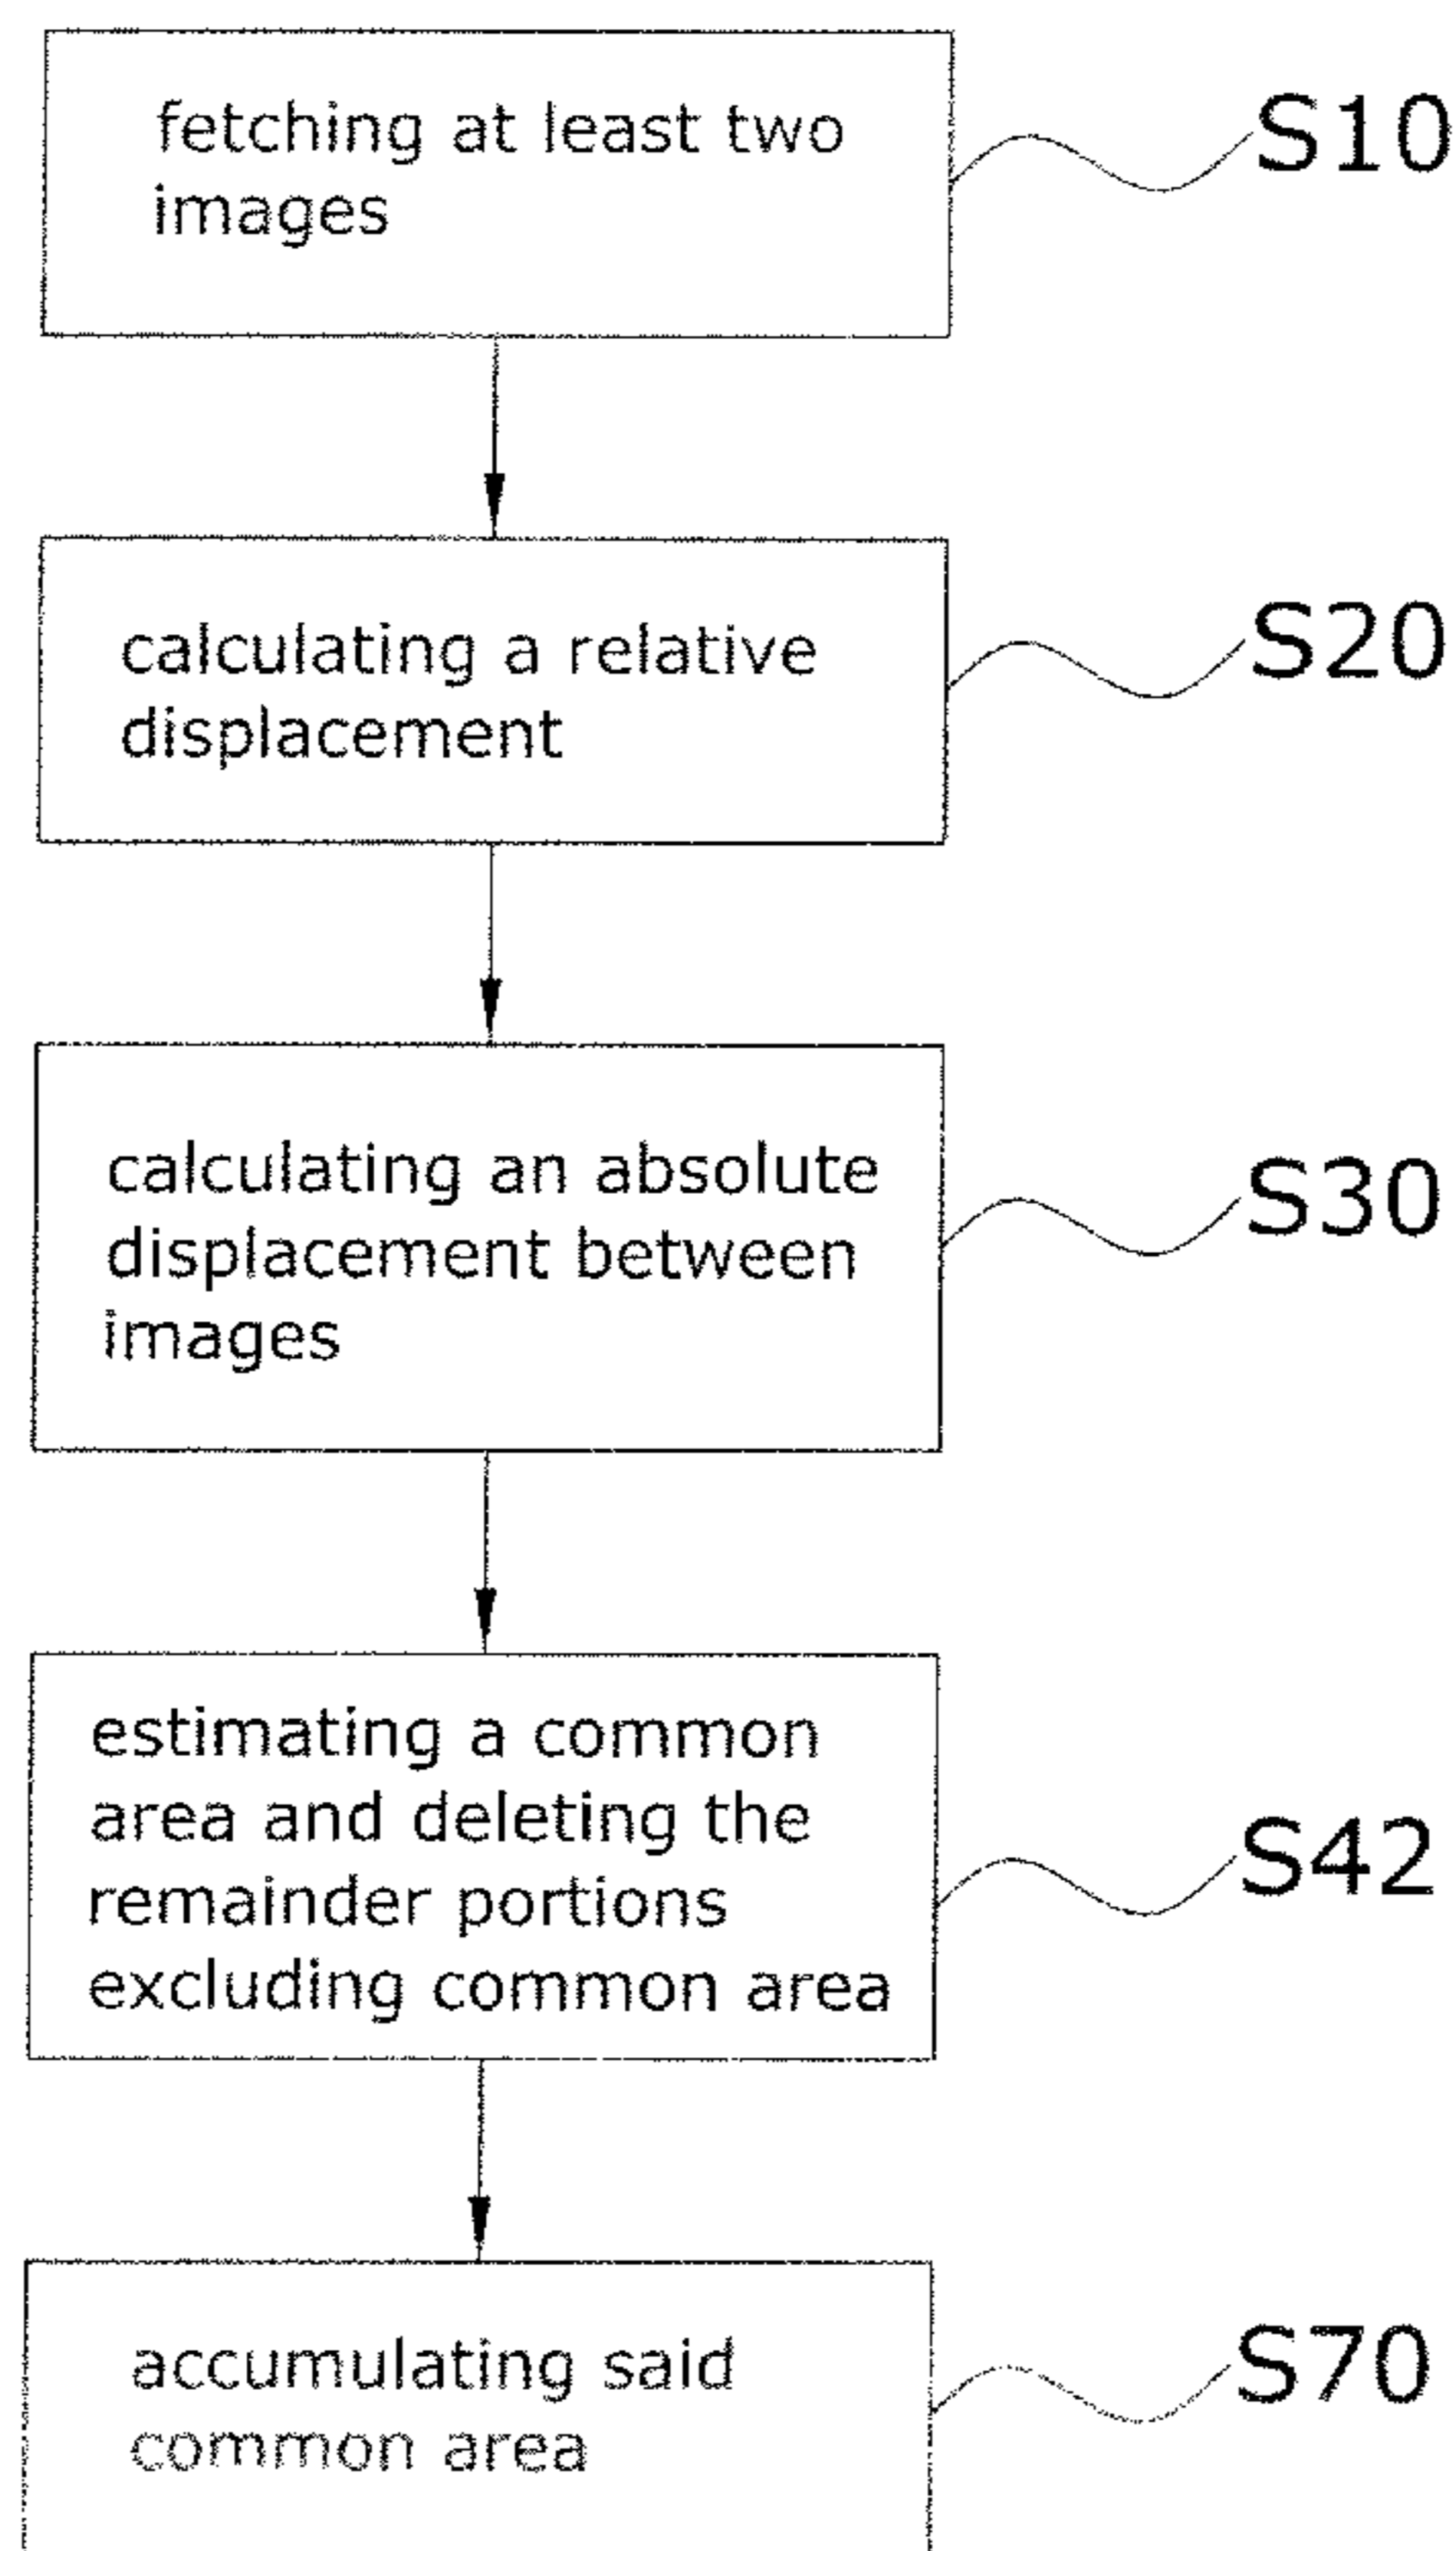 fetching at least two
images
S10
calculating a relative
displacement
S20
calculating an absolute
displacement between
images
S30
estimating a common
area and deleting the
remainder portions
excluding common area
S42
accumulating said
common area
S70